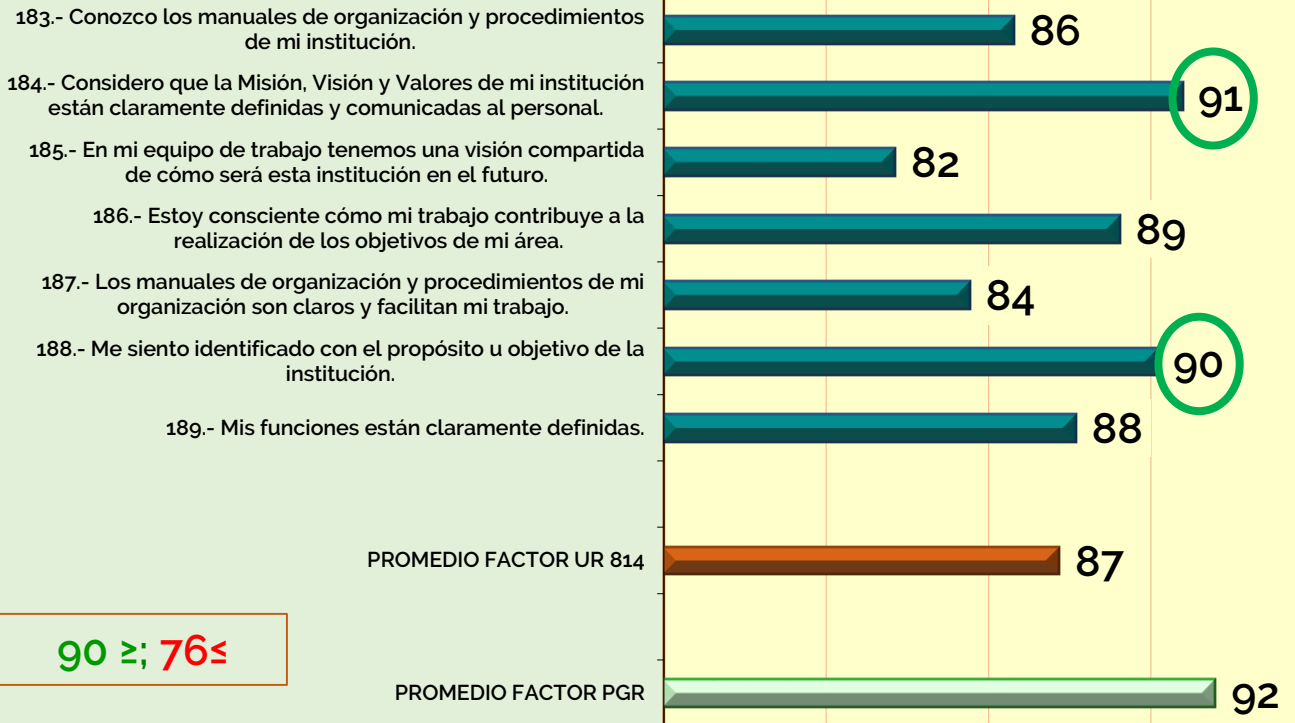 183.- Conozco los manuales de organización y procedimientos
de mi institución.
86
184.- Considero que la Misión, Visión y Valores de mi institución
están claramente definidas y comunicadas al personal.
91
185.- En mi equipo de trabajo tenemos una visión compartida
de cómo será esta institución en el futuro.
82
186.- Estoy consciente cómo mi trabajo contribuye a la
realización de los objetivos de mi área.
89
187.- Los manuales de organización y procedimientos de mi
organización son claros y facilitan mi trabajo.
84
188.- Me siento identificado con el propósito u objetivo de la
institución.
90
189.- Mis funciones están claramente definidas.
88
PROMEDIO FACTOR UR 814
87
90 ≥; 76≤
PROMEDIO FACTOR PGR
92